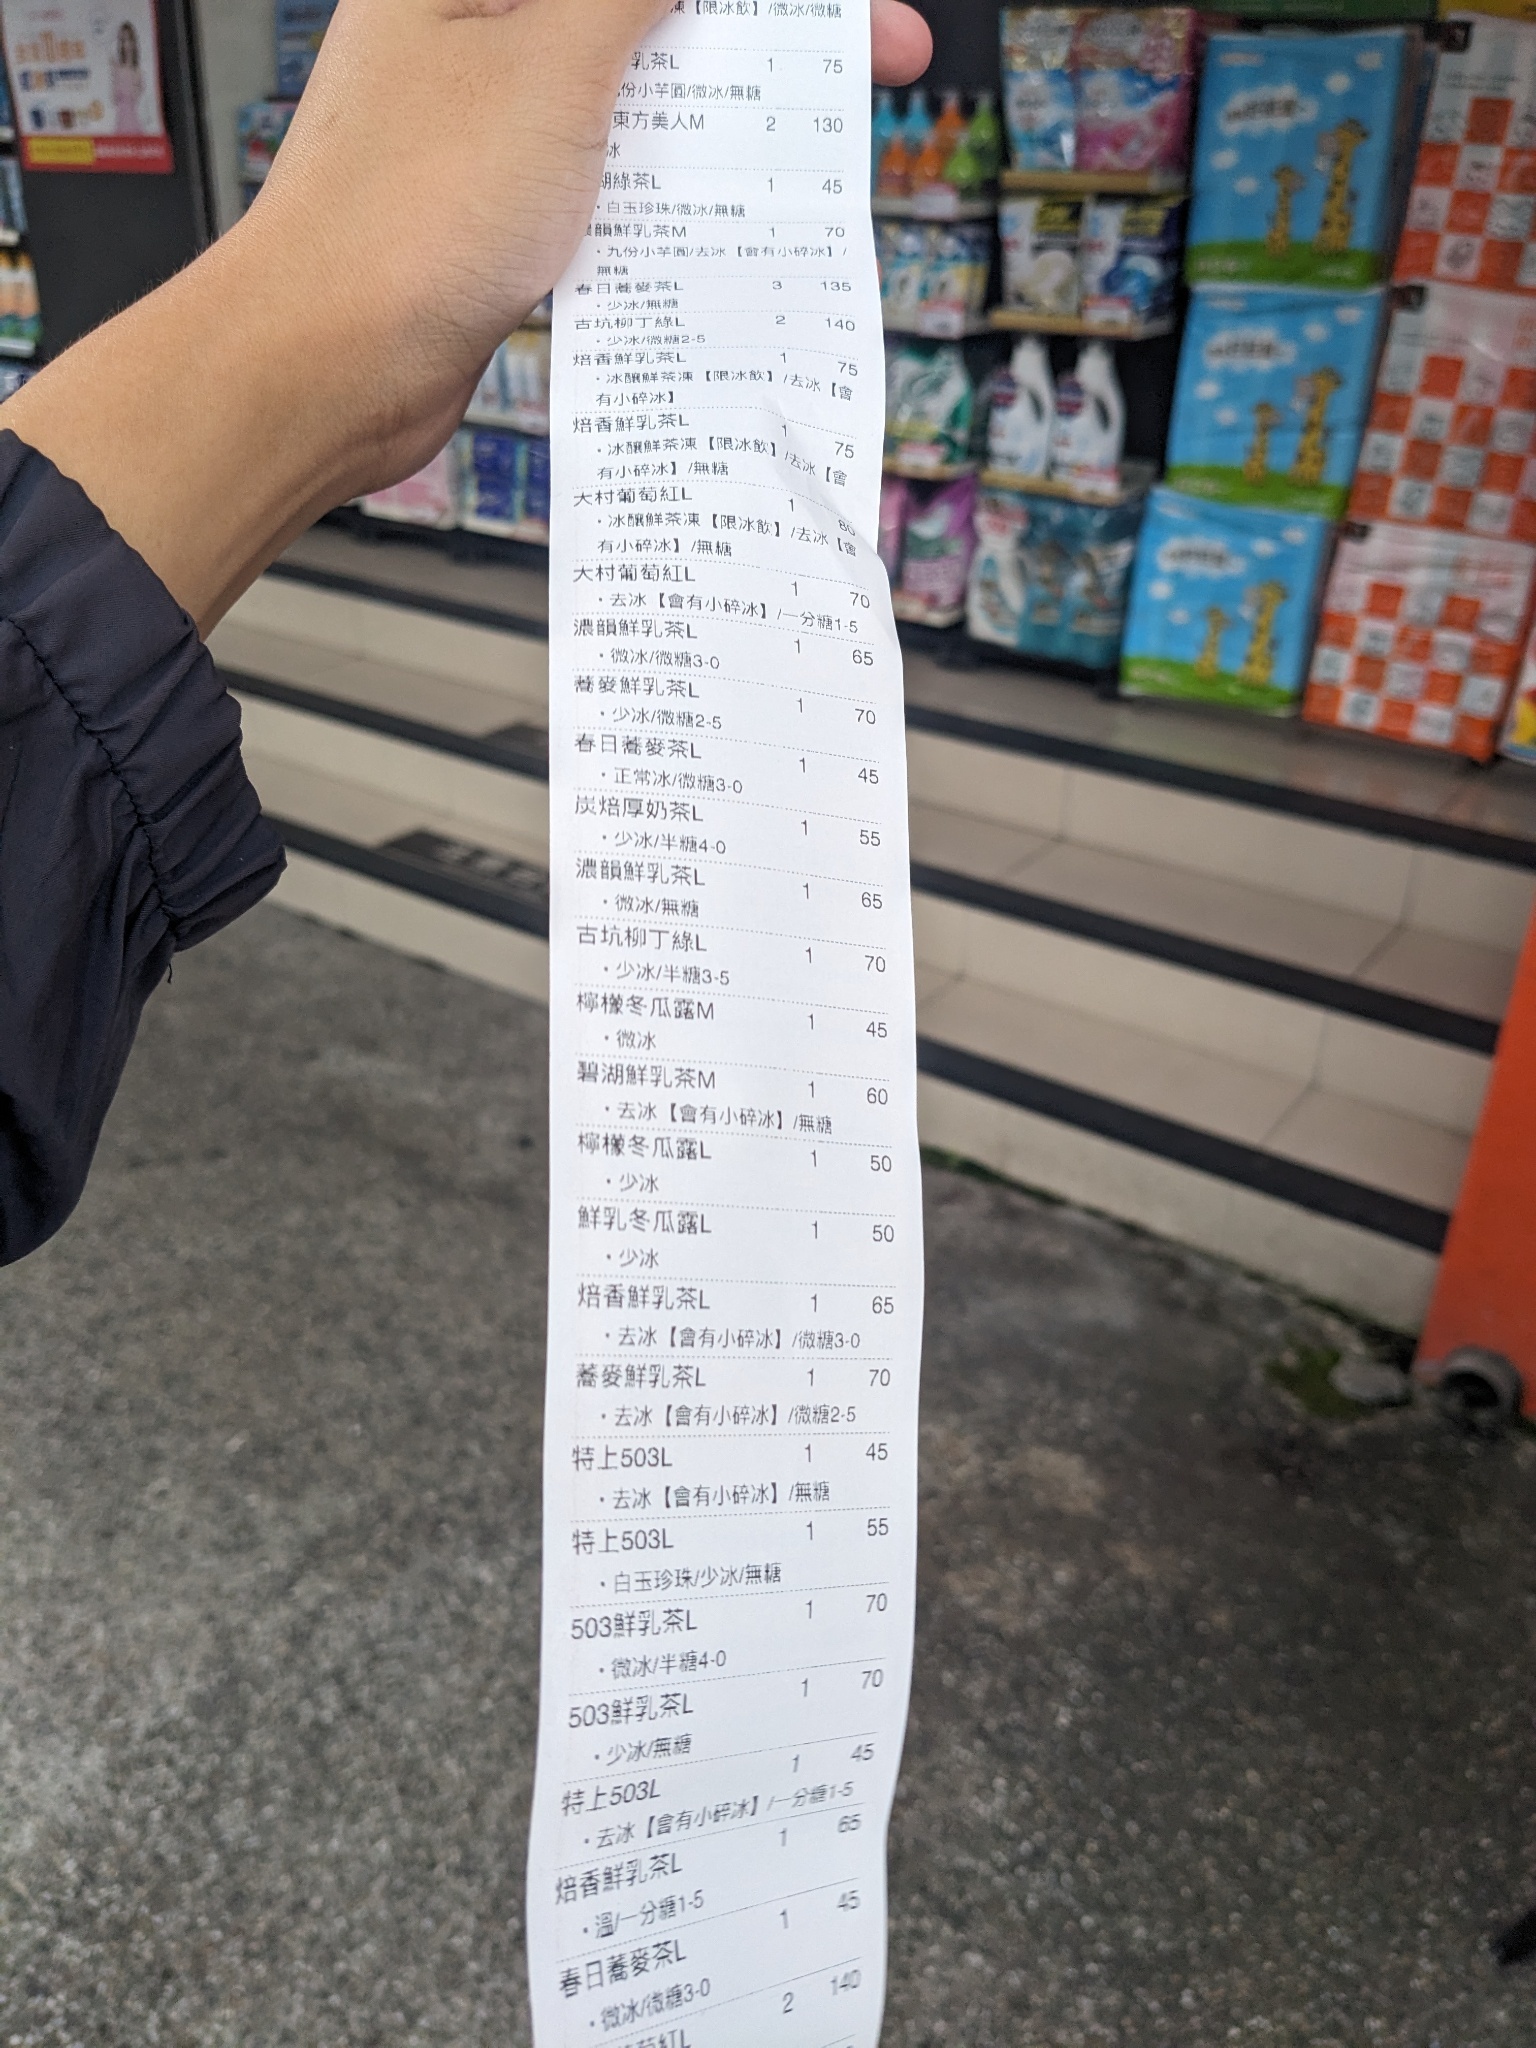 凍【限冰飲】/微冰/微糖
乳茶L 1 75
份小芋圓/微冰/無糖
東方美人M 2 130
冰
湖綠茶L 1 45
・白玉珍珠/微冰/無糖
韻鮮乳茶M 1 70
・九份小芋圓/去冰【會有小碎冰】/
無糖
春日蕎麥茶L 3 135
・少冰/無糖
古坑柳丁綠L 2 140
・少冰/微糖2-5
焙香鮮乳茶L 1 75
・冰釀鮮茶凍【限冰飲】/去冰【會
有小碎冰】
焙香鮮乳茶L 1 75
・冰釀鮮茶凍【限冰飲】/去冰【會
有小碎冰】/無糖
大村葡萄紅L 1 80
・冰釀鮮茶凍【限冰飲】/去冰【會
有小碎冰】/無糖
大村葡萄紅L 1 70
・去冰【會有小碎冰】/一分糖1-5
濃韻鮮乳茶L 1 65
・微冰/微糖3-0
蕎麥鮮乳茶L 1 70
・少冰/微糖2-5
春日蕎麥茶L 1 45
・正常冰/微糖3-0
炭焙厚奶茶L 1 55
・少冰/半糖4-0
濃韻鮮乳茶L 1 65
・微冰/無糖
古坑柳丁綠L 1 70
・少冰/半糖3-5
檸檬冬瓜露M 1 45
・微冰
碧湖鮮乳茶M 1 60
・去冰【會有小碎冰】/無糖
檸檬冬瓜露L 1 50
・少冰
鮮乳冬瓜露L 1 50
・少冰
焙香鮮乳茶L 1 65
・去冰【會有小碎冰】/微糖3-0
蕎麥鮮乳茶L 1 70
・去冰【會有小碎冰】/微糖2-5
特上503L 1 45
・去冰【會有小碎冰】/無糖
特上503L 1 55
・白玉珍珠/少冰/無糖
503鮮乳茶L 1 70
・微冰/半糖4-0
503鮮乳茶L 1 70
・少冰/無糖
特上503L 1 45
・去冰【會有小碎冰】/一分糖1-5
焙香鮮乳茶L 1 65
・溫/一分糖1-5
春日蕎麥茶L 1 45
・微冰/微糖3-0
葡萄紅L 2 140